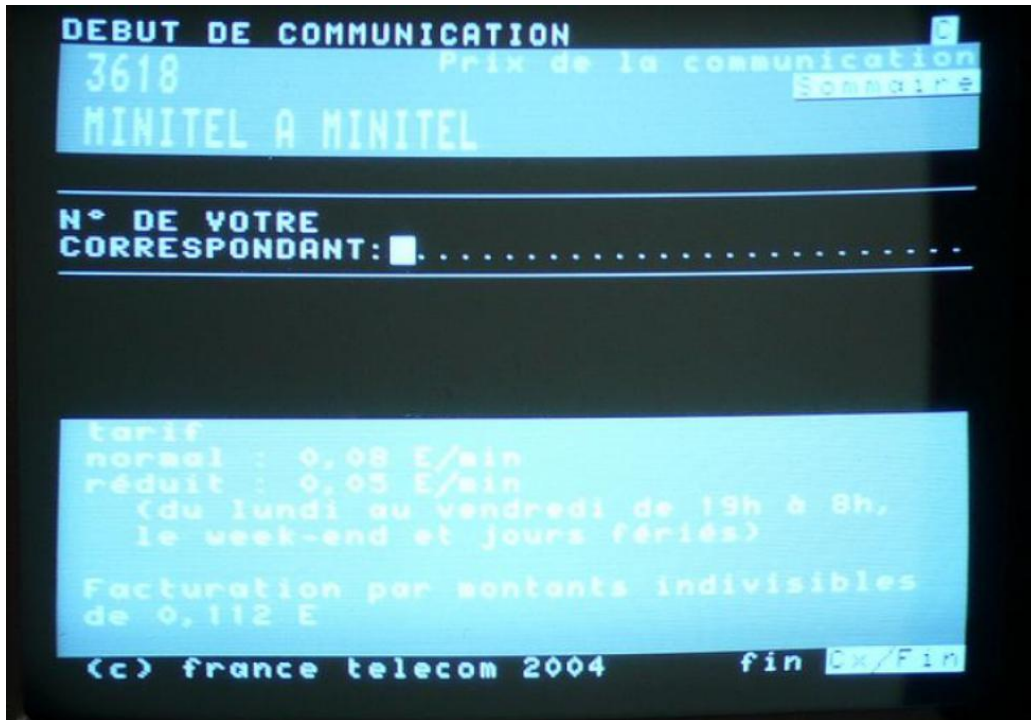 DEBUT DE COMMUNICATION C
3618 Prix de la communication
Sommaire
MINITEL A MINITEL
N° DE VOTRE
CORRESPONDANT: .........................
tarif
normal : 0,08 E/min
réduit : 0,05 E/min
(du lundi au vendredi de 19h à 8h,
le week-end et jours fériés)
Facturation par montants indivisibles
de 0,112 E
(c) france telecom 2004 fin Cx/Fin